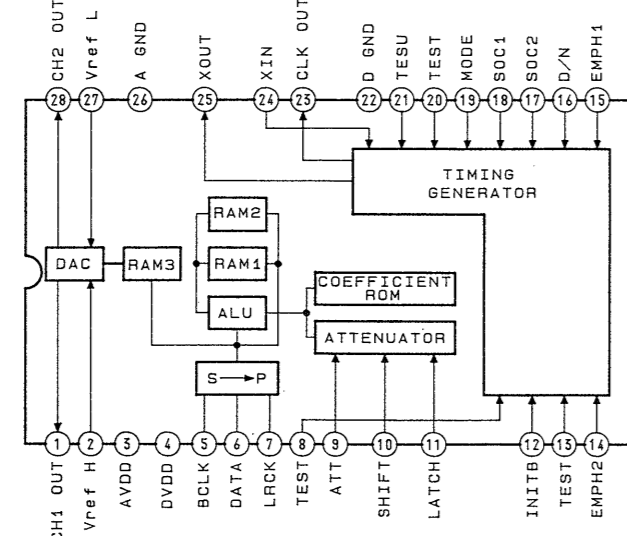 CH2 OUT
Vref L
A GND
XOUT
XIN
CLK OUT
D GND
TESU
TEST
MODE
SOC1
SOC2
D/N
EMPH1
28
27
26
25
24
23
22
21
20
19
18
17
16
15
TIMING
GENERATOR
RAM2
DAC
RAM3
RAM1
COEFFICIENT
ROM
ALU
ATTENUATOR
S→P
1
2
3
4
5
6
7
8
9
10
11
12
13
14
CH1 OUT
Vref H
AVDD
DVDD
BCLK
DATA
LRCK
TEST
ATT
SHIFT
LATCH
INITB
TEST
EMPH2